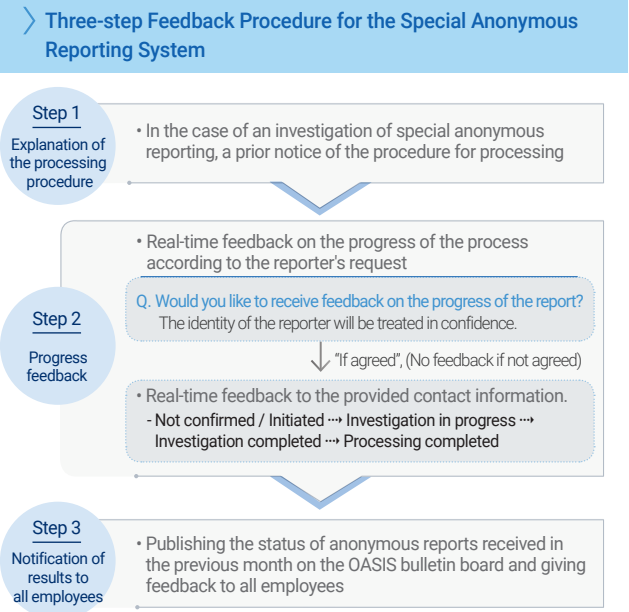 Three-step Feedback Procedure for the Special Anonymous
Reporting System
Step 1
Explanation of
the processing
procedure
• In the case of an investigation of special anonymous
reporting, a prior notice of the procedure for processing
Step 2
Progress
feedback
• Real-time feedback on the progress of the process
according to the reporter's request
Q. Would you like to receive feedback on the progress of the report?
The identity of the reporter will be treated in confidence.
"If agreed", (No feedback if not agreed)
• Real-time feedback to the provided contact information.
- Not confirmed / Initiated ⇢ Investigation in progress ⇢
Investigation completed ⇢ Processing completed
Step 3
Notification of
results to
all employees
• Publishing the status of anonymous reports received in
the previous month on the OASIS bulletin board and giving
feedback to all employees